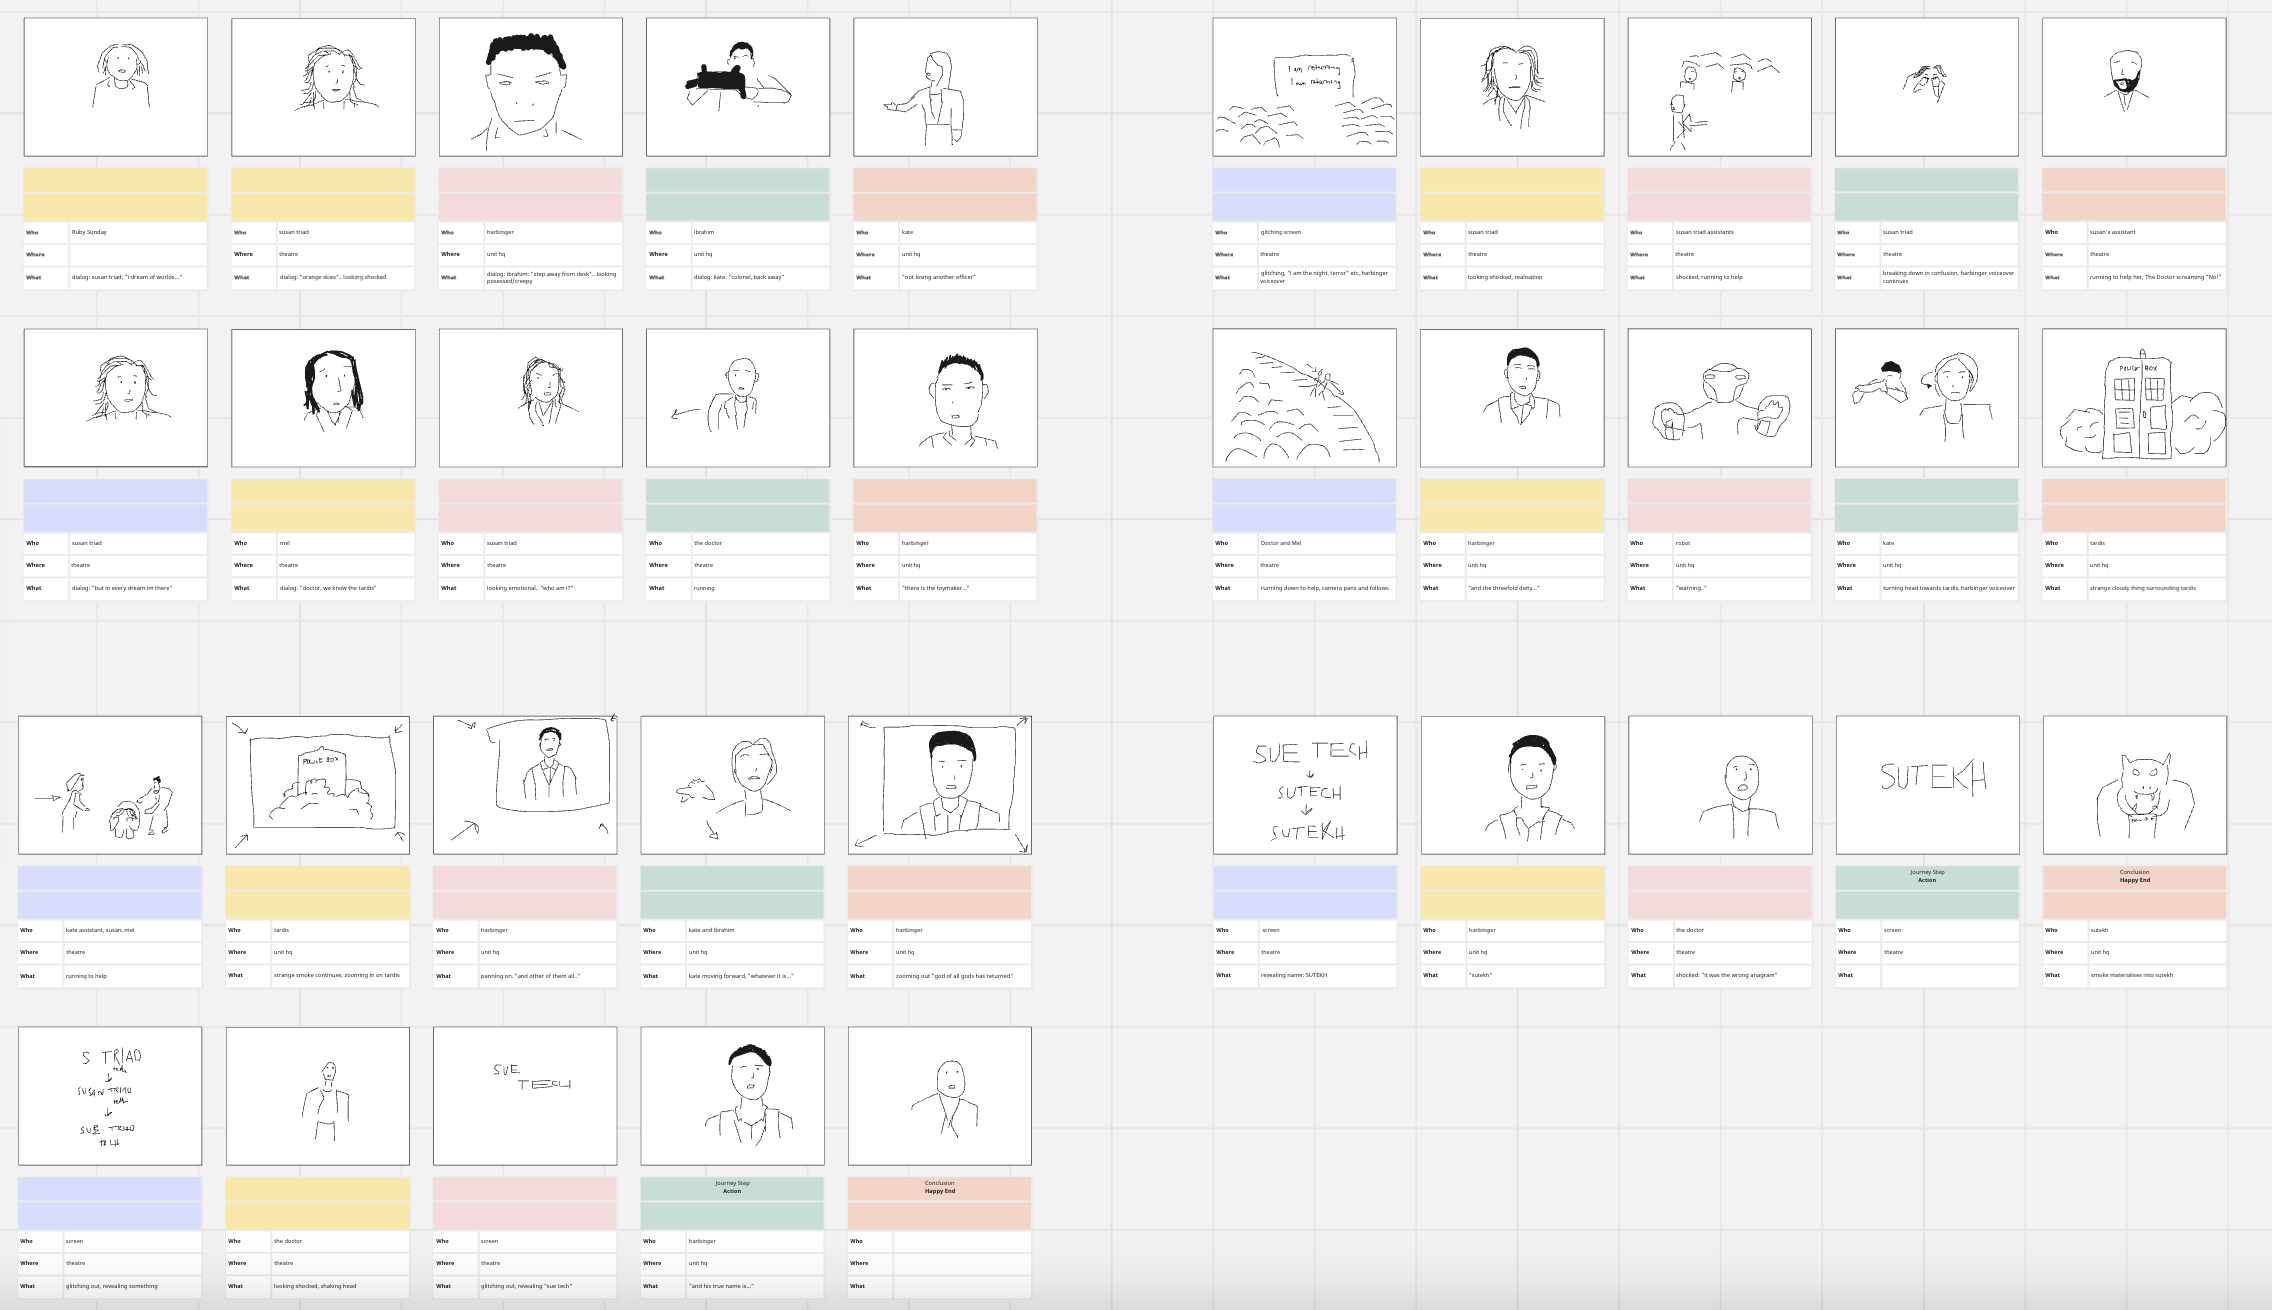 Who Ruby Sunday
Where
What dialog: susan triad: "i dream of worlds..."
Who susan triad
Where theatre
What dialog: "orange skies".. looking shocked
Who harbinger
Where unit hq
What dialog: ibrahim: "step away from desk".. looking
posessed/creepy
Who ibrahim
Where unit hq
What dialog: kate: "colonel, back away"
Who kate
Where unit hq
What "not losing another officer"
Who susan triad
Where theatre
What dialog: "but in every dream im there"
Who mel
Where theatre
What dialog: "doctor, we know the tardis"
Who susan triad
Where theatre
What looking emotional.. "who am i?"
Who the doctor
Where theatre
What running
Who harbinger
Where unit hq
What "there is the toymaker..."
I am returning
I am returning
Who gitching screen
Where theatre
What glitching, "i am the night, terror" etc, harbinger
voiceover
Who susan triad
Where theatre
What looking shocked, realisation
Who susan triad assistants
Where theatre
What shocked, running to help
Who susan triad
Where theatre
What breaking down in confusion, harbinger voiceover
continues
Who susan's assistant
Where theatre
What running to help her, The Doctor screaming "No!"
Who Doctor and Mel
Where theatre
What running down to help, camera pans and follows
Who harbinger
Where unit hq
What "and the threefold deity..."
Who robot
Where unit hq
What "warning.."
Who kate
Where unit hq
What turning head towards tardis, harbinger voiceover
POLICE BOX
Who tardis
Where unit hq
What strange cloudy thing surrounding tardis
Who kate assistant, susan, mel
Where theatre
What running to help
POLICE BOX
Who tardis
Where unit hq
What strange smoke continues, zooming in on tardis
Who harbinger
Where unit hq
What panning on. "and other of them all.."
Who kate and ibrahim
Where unit hq
What kate moving forward, "whatever it is..."
Who harbinger
Where unit hq
What zooming out "god of all gods has returned"
S TRIAD
tech
SUSAN TRIAD
tech
SUE TRIAD
TECH
Who screen
Where theatre
What glitching out, revealing something
Who the doctor
Where theatre
What looking shocked, shaking head
SUE
TECH
Who screen
Where theatre
What glitching out, revealing "sue tech"
Journey Step
Action
Who harbinger
Where unit hq
What "and his true name is..."
Conclusion
Happy End
Who
Where
What
SUE TECH
SUTECH
SUTEKH
Who screen
Where theatre
What revealing name: SUTEKH
Who harbinger
Where unit hq
What "sutekh"
Who the doctor
Where theatre
What shocked: "it was the wrong anagram"
SUTEKH
Journey Step
Action
Who screen
Where theatre
What
Conclusion
Happy End
Who sutekh
Where unit hq
What smoke materialises into sutekh